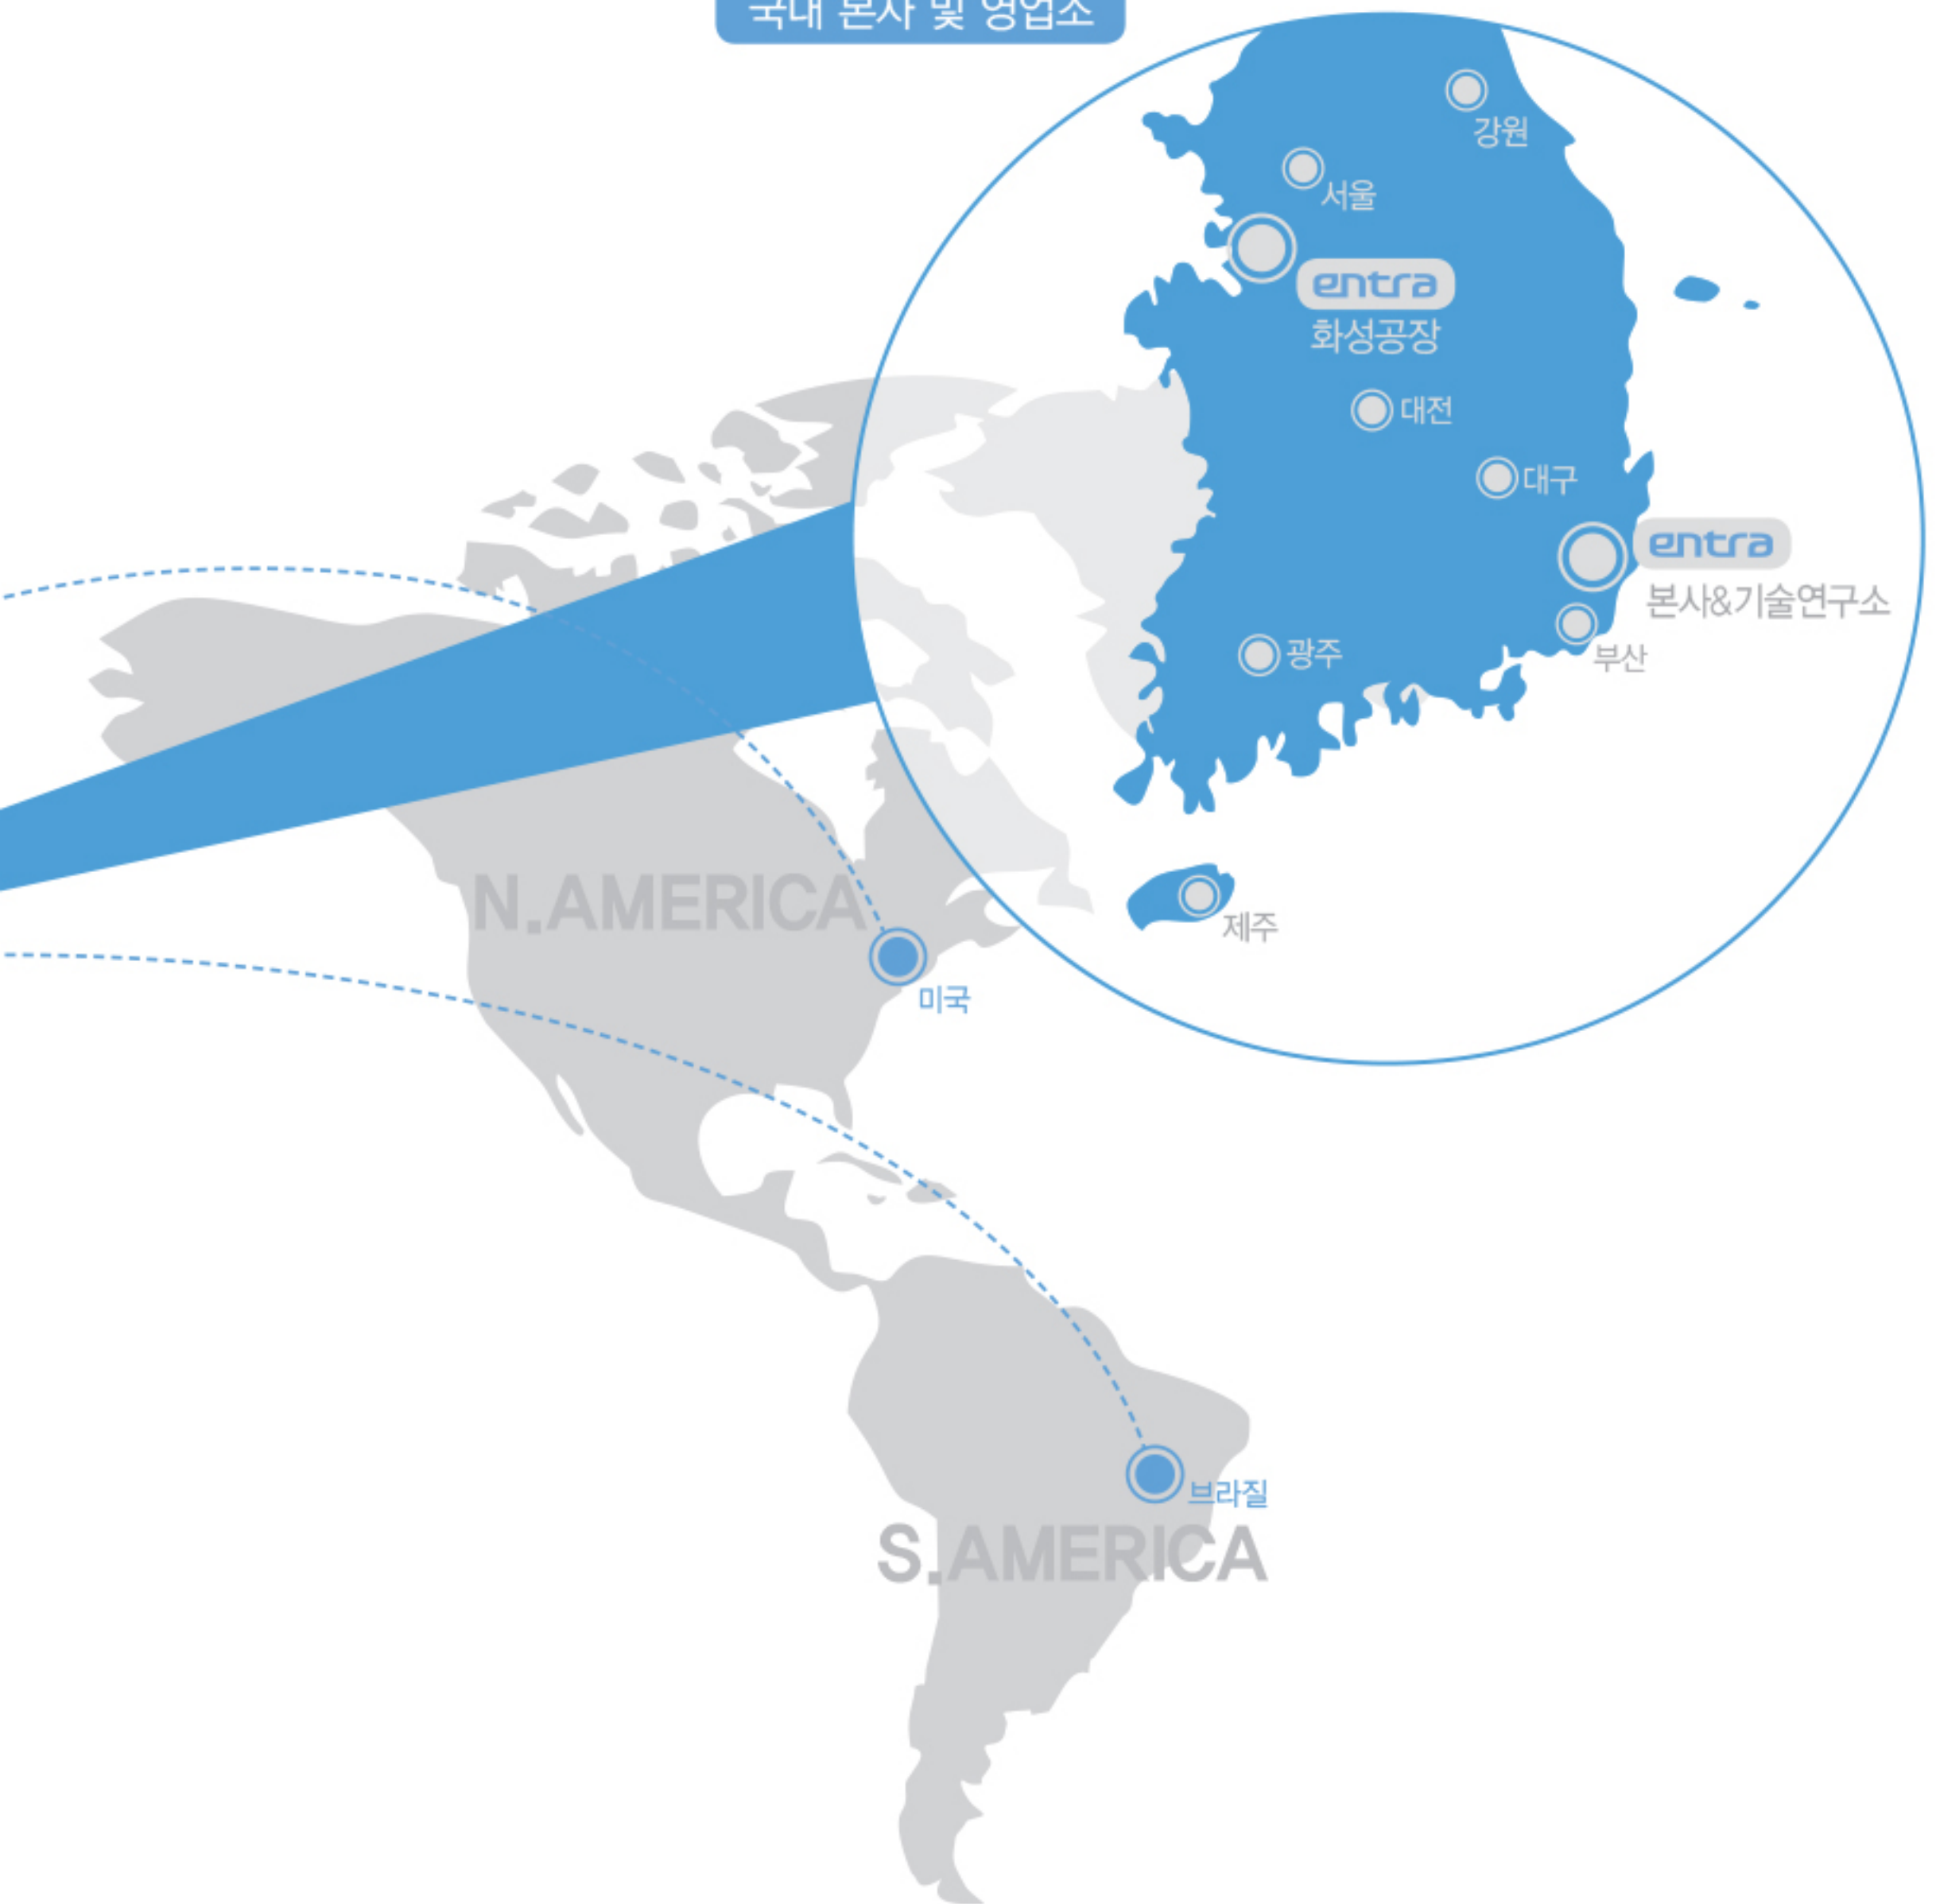 국내 본사 및 영업소
강원
서울
entra
화성공장
대전
대구
entra
본사&기술연구소
부산
광주
제주
N.AMERICA
미국
브라질
S.AMERICA